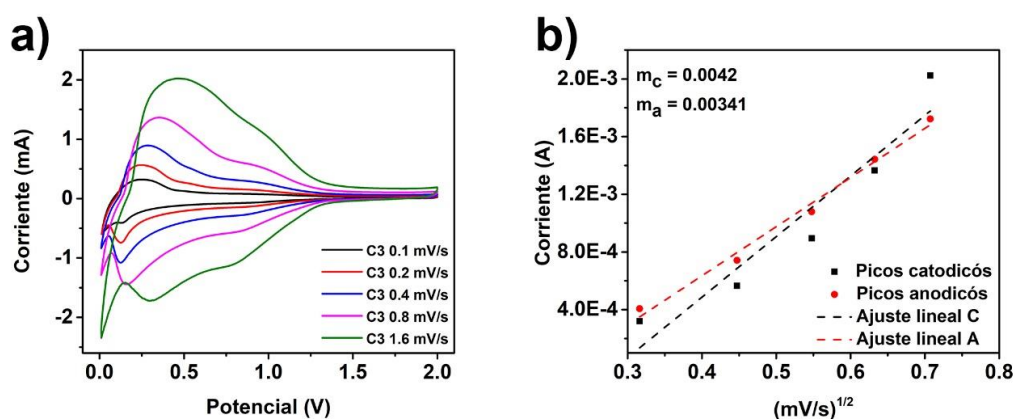 a)
Corriente (mA)
2
1
0
1
-2
0.0
0.5
1.0
1.5
2.0
Potencial (V)
C3 0.1 mV/s
C3 0.2 mV/s
C3 0.4 mV/s
C3 0.8 mV/s
C3 1.6 mV/s
b)
Corriente (A)
2.0E-3
1.6E-3
1.2E-3
8.0E-4
4.0E-4
0.3
0.4
0.5
0.6
0.7
0.8
(mV/s)1/2
mc = 0.0042
ma = 0.00341
Picos catodicós
Picos anodicós
Ajuste lineal C
Ajuste lineal A